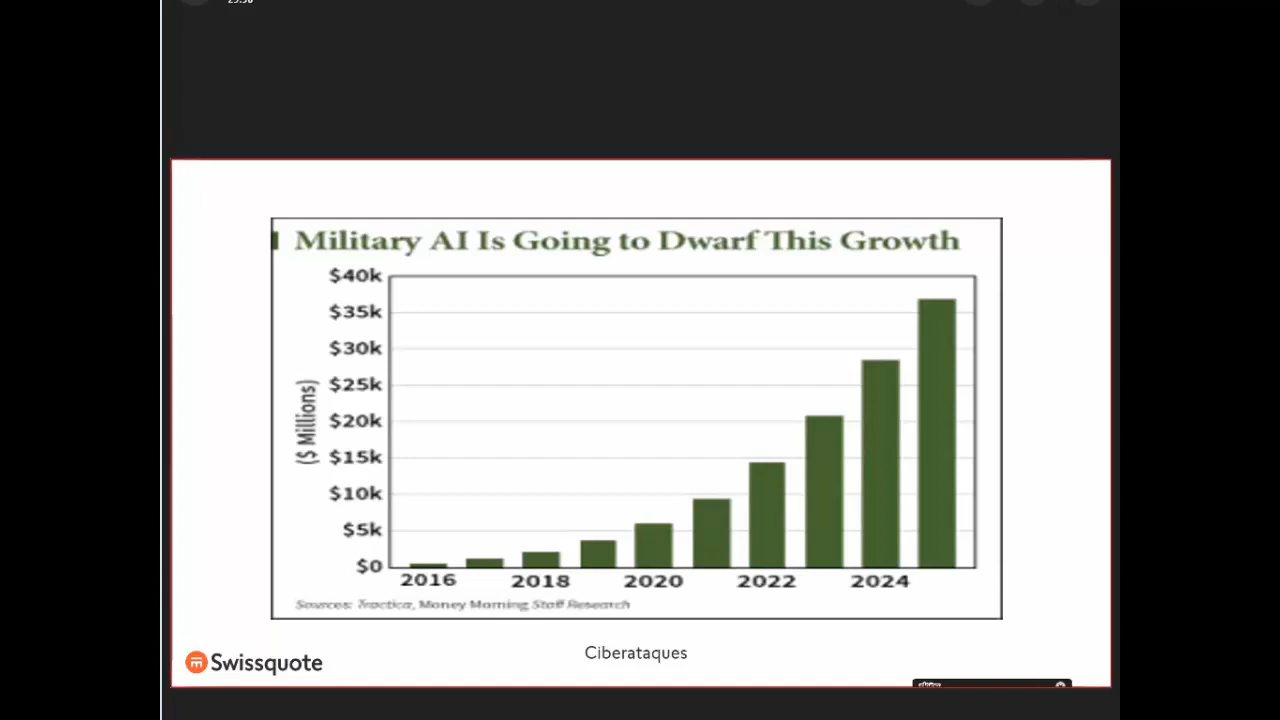 Military AI Is Going to Dwarf This Growth
$40k
$35k
$30k
$25k
$20k
$15k
$10k
$5k
$0
($ Millions)
2016 2018 2020 2022 2024
Sources: Tractica, Money Morning Staff Research
Ciberataques
Swissquote